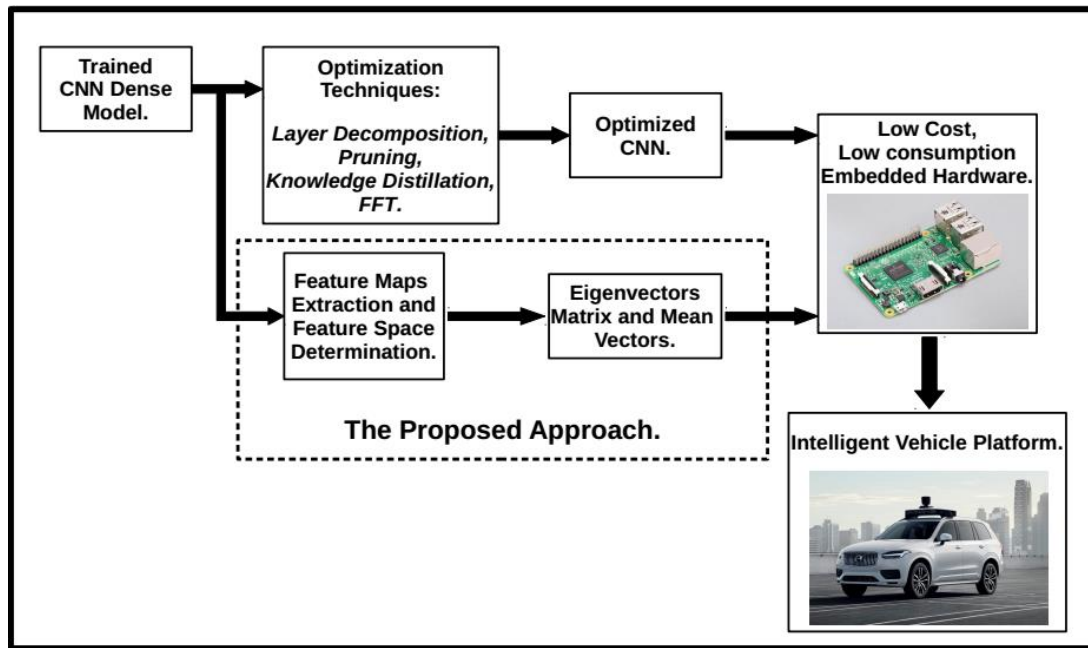 Trained
CNN Dense
Model.
Optimization
Techniques:
Layer Decomposition,
Pruning,
Knowledge Distillation,
FFT.
Optimized
CNN.
Low Cost,
Low consumption
Embedded Hardware.
Feature Maps
Extraction and
Feature Space
Determination.
Eigenvectors
Matrix and Mean
Vectors.
The Proposed Approach.
Intelligent Vehicle Platform.